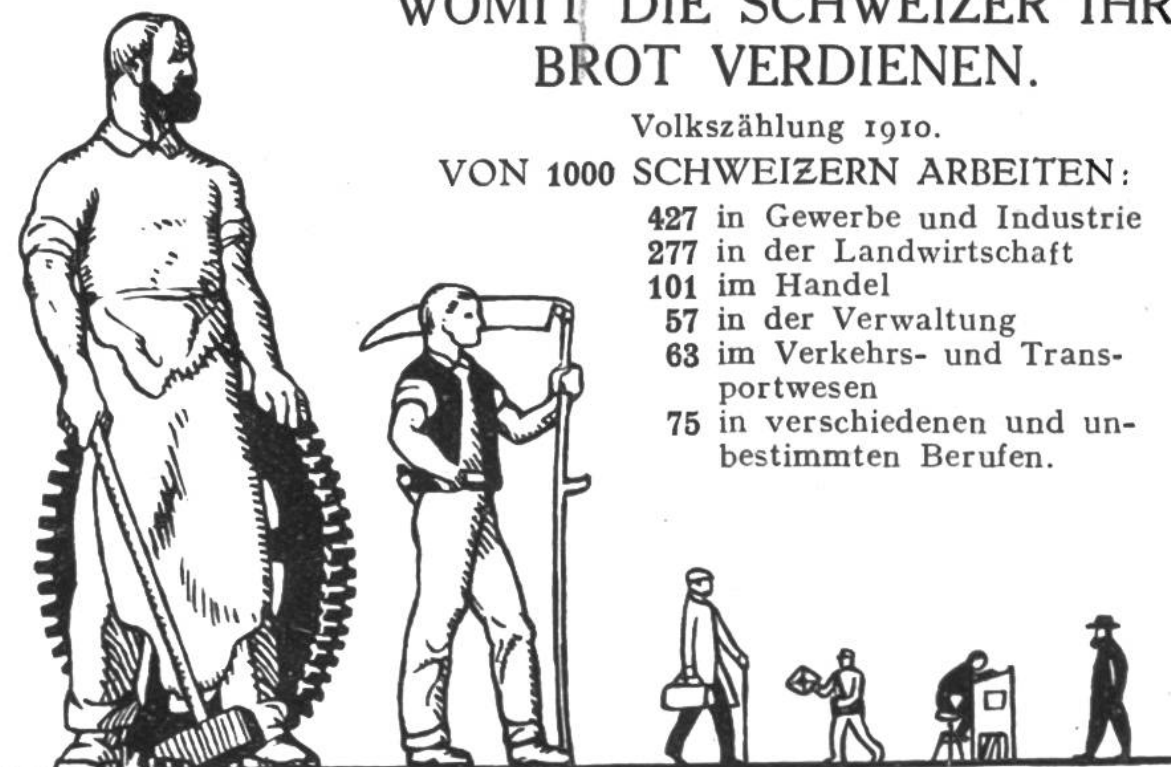 WOMIT DIE SCHWEIZER IHR
BROT VERDIENEN.
Volkszählung 1910.
VON 1000 SCHWEIZERN ARBEITEN:
427 in Gewerbe und Industrie
277 in der Landwirtschaft
101 im Handel
57 in der Verwaltung
63 im Verkehrs- und Trans-
portwesen
75 in verschiedenen und un-
bestimmten Berufen.